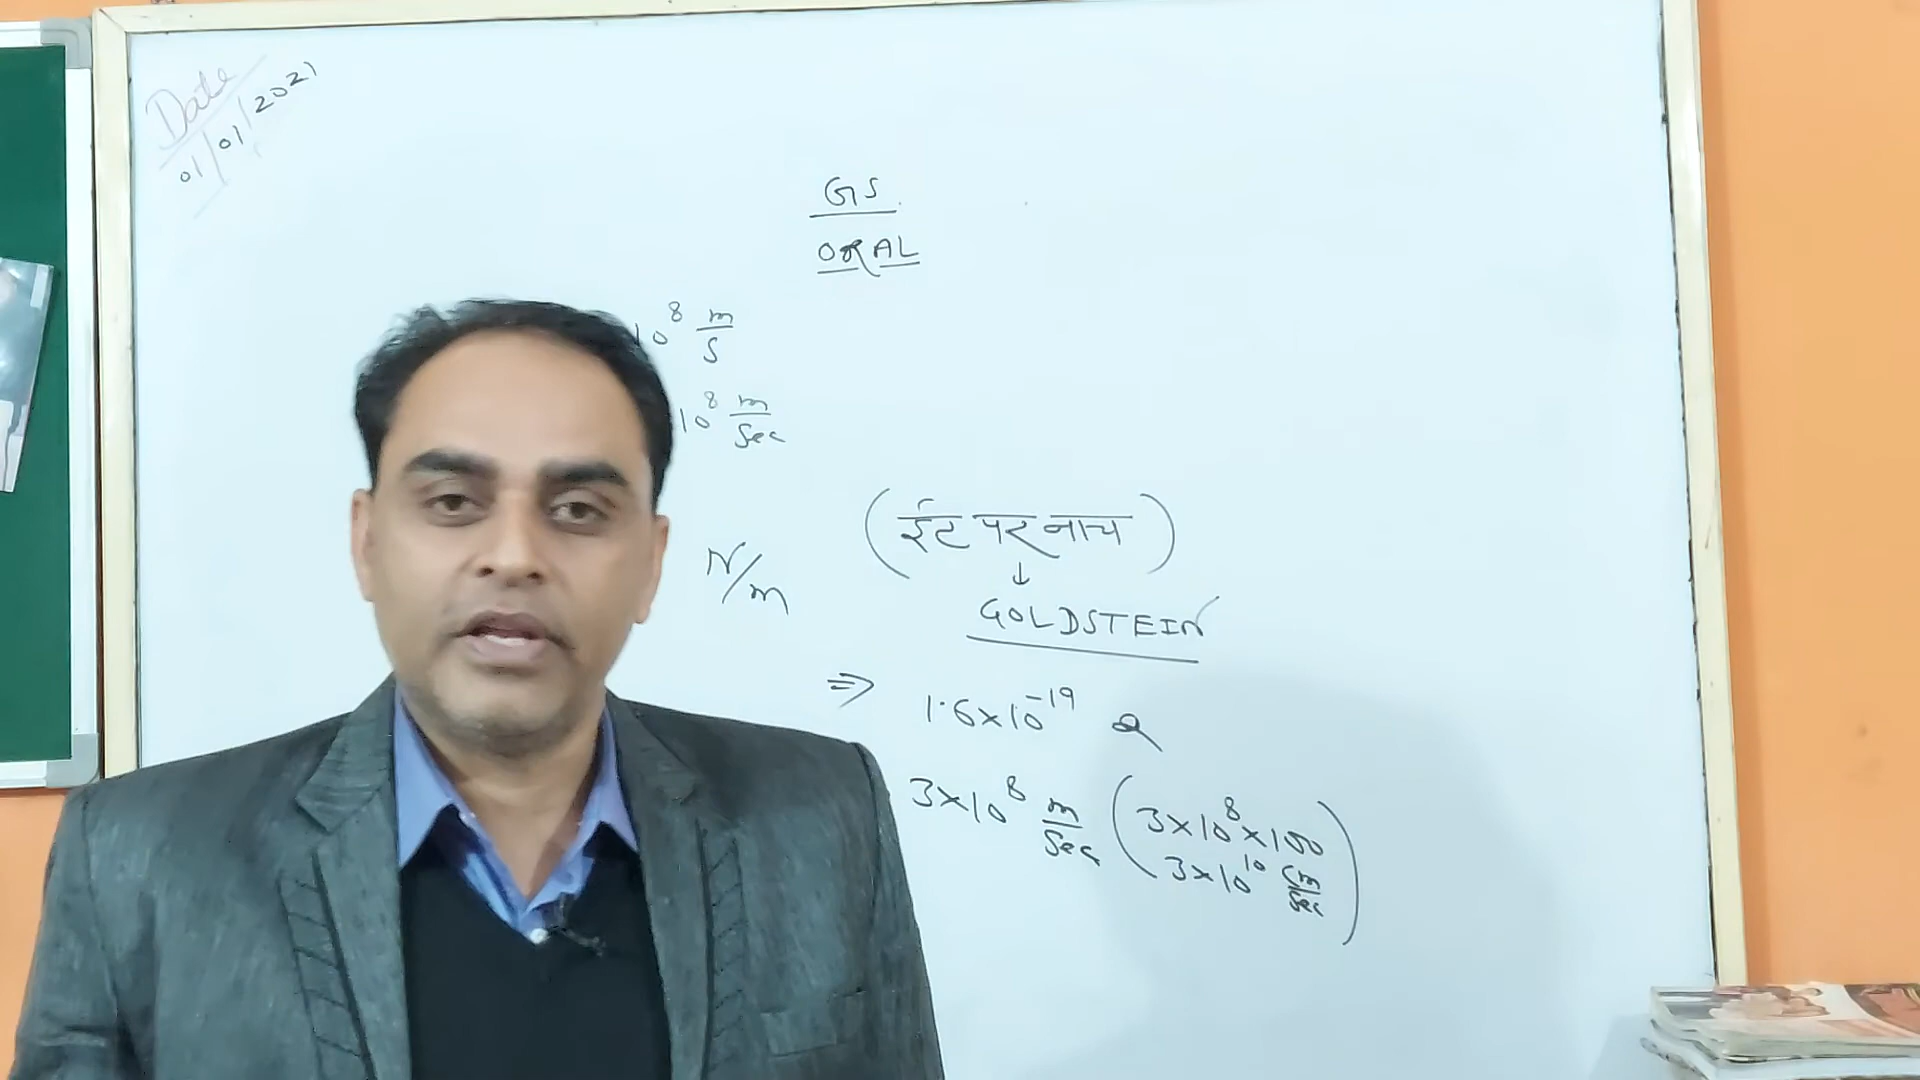 Date
01/01/2021
GS
ORAL
10⁸ m/s
10⁸ m/sec
N/m
(ईंट पर नाच)
↓
GOLDSTEIN
⇒ 1.6×10⁻¹⁹
3×10⁸ m/sec (3×10⁸×100
3×10¹⁰ cm/sec)